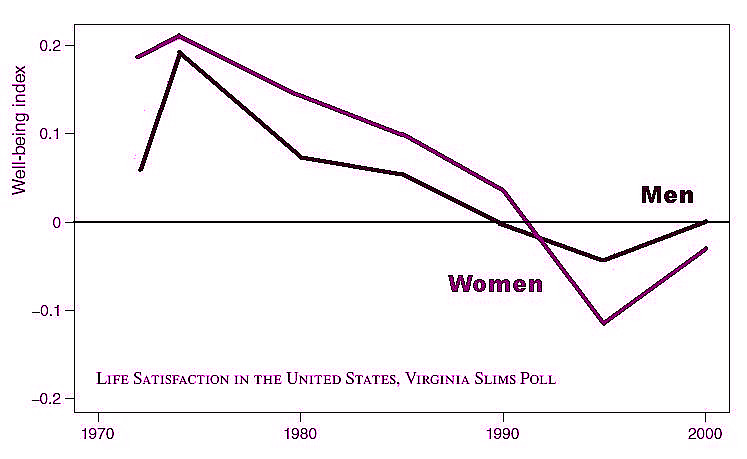 0.2
0.1
0
−0.1
−0.2
Well-being index
Men
Women
Life Satisfaction in the United States, Virginia Slims Poll
1970 1980 1990 2000